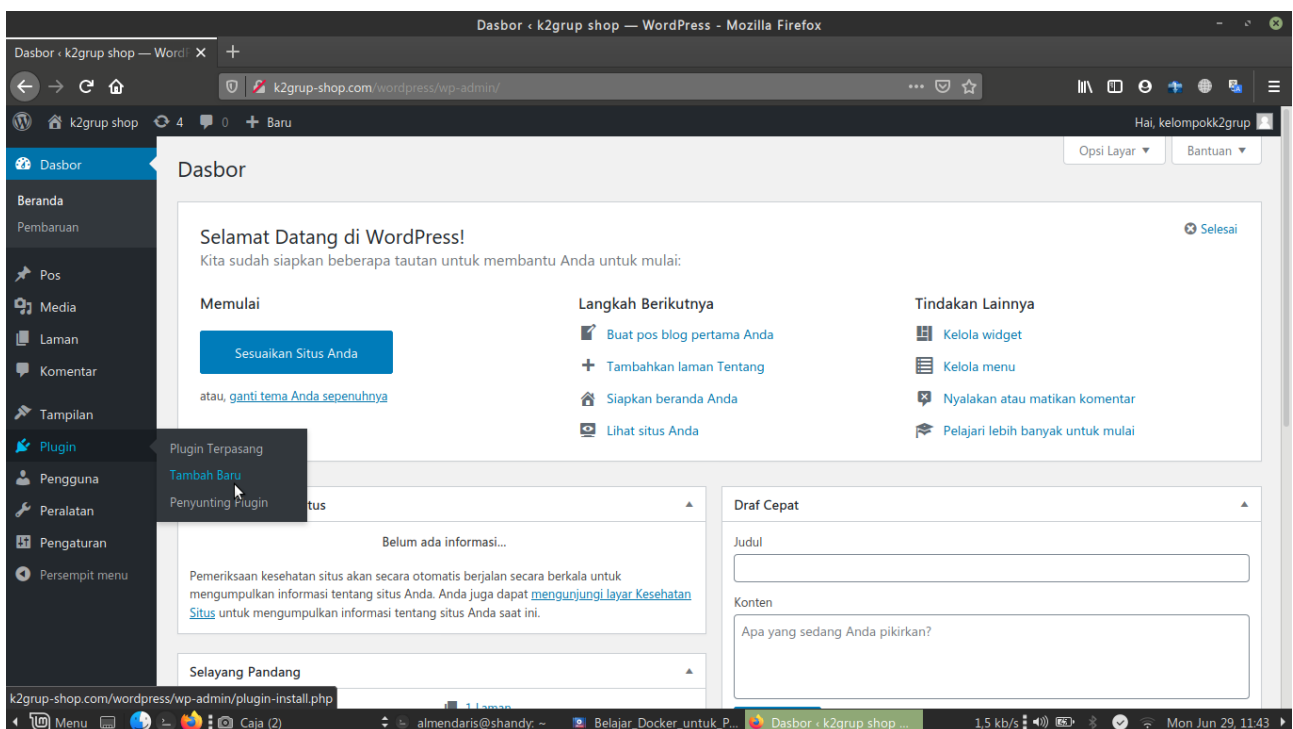 Dasbor ‹ k2grup shop — WordPress - Mozilla Firefox
Dasbor ‹ k2grup shop — Word
k2grup-shop.com/wordpress/wp-admin/
k2grup shop 4 0 Baru
Hai, kelompokk2grup
Dasbor
Beranda
Pembaruan
Pos
Media
Laman
Komentar
Tampilan
Plugin
Pengguna
Peralatan
Pengaturan
Persempit menu
Plugin Terpasang
Tambah Baru
Penyunting Plugin
Opsi Layar
Bantuan
Dasbor
Selamat Datang di WordPress!
Kita sudah siapkan beberapa tautan untuk membantu Anda untuk mulai:
Selesai
Memulai
Sesuaikan Situs Anda
atau, ganti tema Anda sepenuhnya
Langkah Berikutnya
Buat pos blog pertama Anda
Tambahkan laman Tentang
Siapkan beranda Anda
Lihat situs Anda
Tindakan Lainnya
Kelola widget
Kelola menu
Nyalakan atau matikan komentar
Pelajari lebih banyak untuk mulai
tus
Belum ada informasi...
Pemeriksaan kesehatan situs akan secara otomatis berjalan secara berkala untuk
mengumpulkan informasi tentang situs Anda. Anda juga dapat mengunjungi layar Kesehatan
Situs untuk mengumpulkan informasi tentang situs Anda saat ini.
Selayang Pandang
1 Laman
Draf Cepat
Judul
Konten
Apa yang sedang Anda pikirkan?
k2grup-shop.com/wordpress/wp-admin/plugin-install.php
Menu
Caja (2)
almendaris@shandy: ~
Belajar_Docker_untuk_P...
Dasbor ‹ k2grup shop ...
1,5 kb/s
Mon Jun 29, 11:43